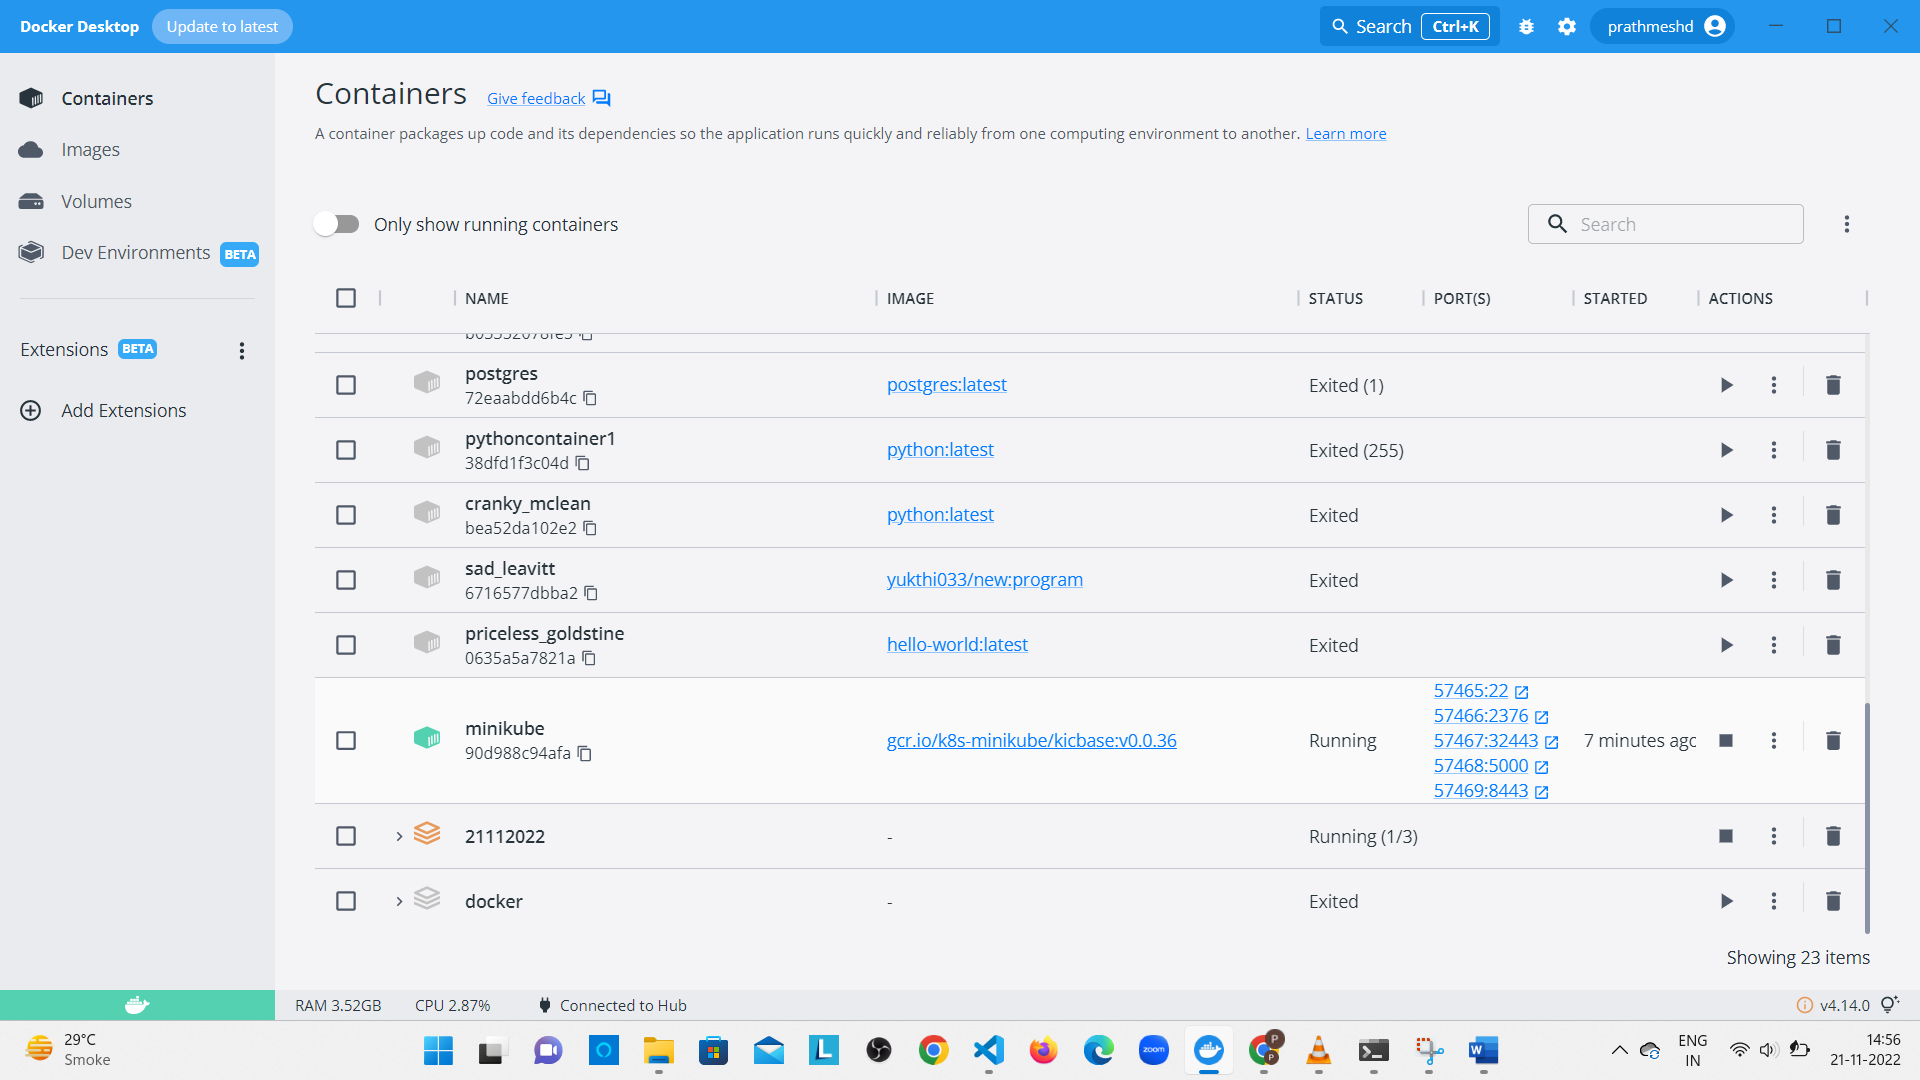 Docker Desktop Update to latest Search Ctrl+K prathmeshd
Containers
Images
Volumes
Dev Environments BETA
Extensions BETA
Add Extensions
Containers Give feedback
A container packages up code and its dependencies so the application runs quickly and reliably from one computing environment to another. Learn more
Only show running containers Search
NAME IMAGE STATUS PORT(S) STARTED ACTIONS
postgres
72eaabdd6b4c postgres:latest Exited (1)
pythoncontainer1
38dfd1f3c04d python:latest Exited (255)
cranky_mclean
bea52da102e2 python:latest Exited
sad_leavitt
6716577dbba2 yukthi033/new:program Exited
priceless_goldstine
0635a5a7821a hello-world:latest Exited
minikube
90d988c94afa gcr.io/k8s-minikube/kicbase:v0.0.36 Running
57465:22
57466:2376
57467:32443 7 minutes agc
57468:5000
57469:8443
21112022 - Running (1/3)
docker - Exited
Showing 23 items
RAM 3.52GB CPU 2.87% Connected to Hub v4.14.0
29°C
Smoke
zoom
ENG
IN
14:56
21-11-2022